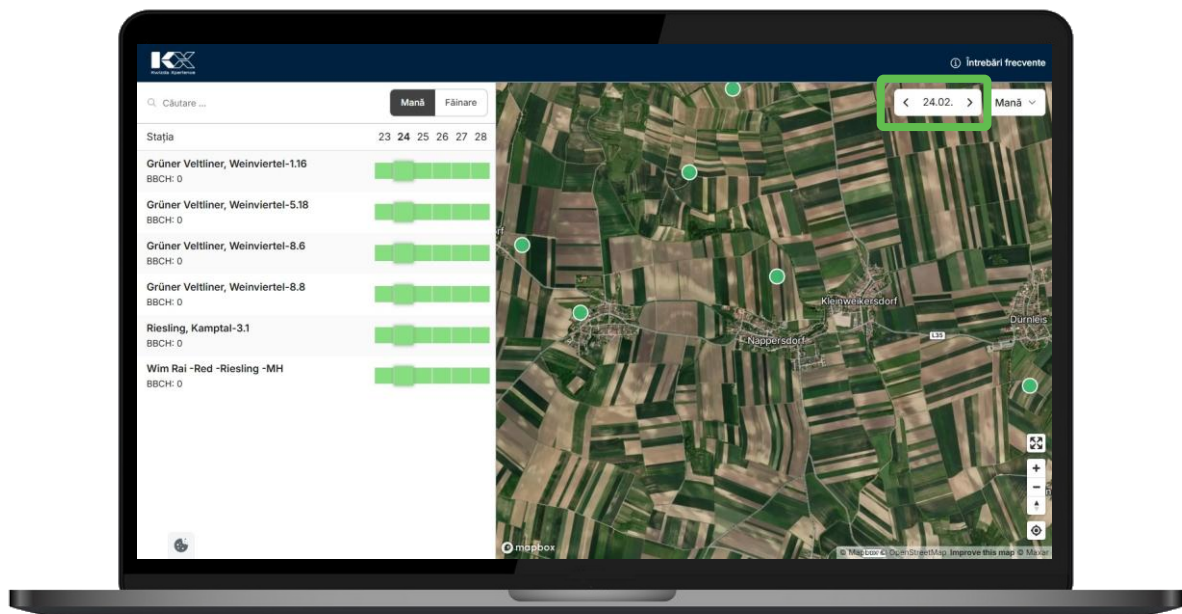 KX
Kwizda Xperience
Întrebări frecvente
Căutare ...
Mană
Făinare
Stația
23 24 25 26 27 28
Grüner Veltliner, Weinviertel-1.16
BBCH: 0
Grüner Veltliner, Weinviertel-5.18
BBCH: 0
Grüner Veltliner, Weinviertel-8.6
BBCH: 0
Grüner Veltliner, Weinviertel-8.8
BBCH: 0
Riesling, Kamptal-3.1
BBCH: 0
Wim Rai -Red -Riesling -MH
BBCH: 0
24.02.
Mană
Kleinweikersdorf
Dürnleis
L35
Nappersdorf
mapbox
© Mapbox © OpenStreetMap Improve this map © Maxar